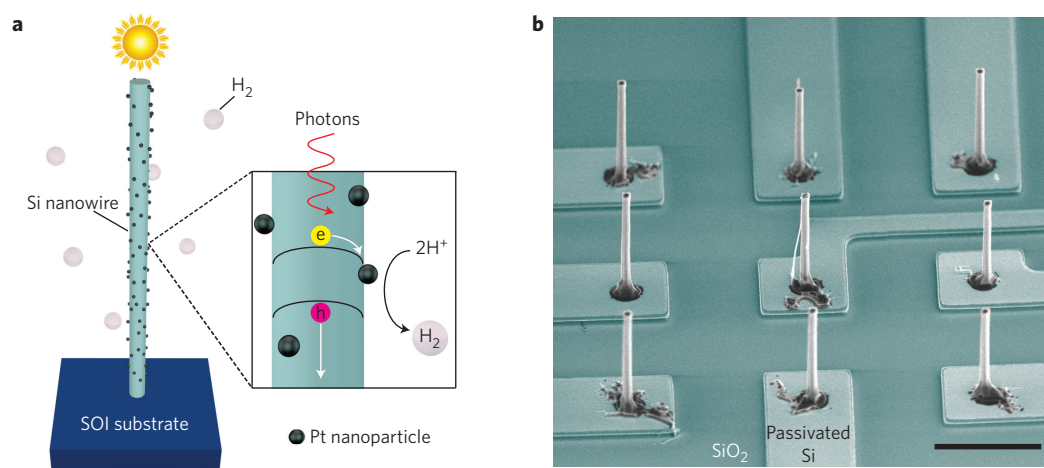 a
H2
Photons
Si nanowire
e
2H+
h
H2
SOI substrate
Pt nanoparticle
b
SiO2
Passivated
Si